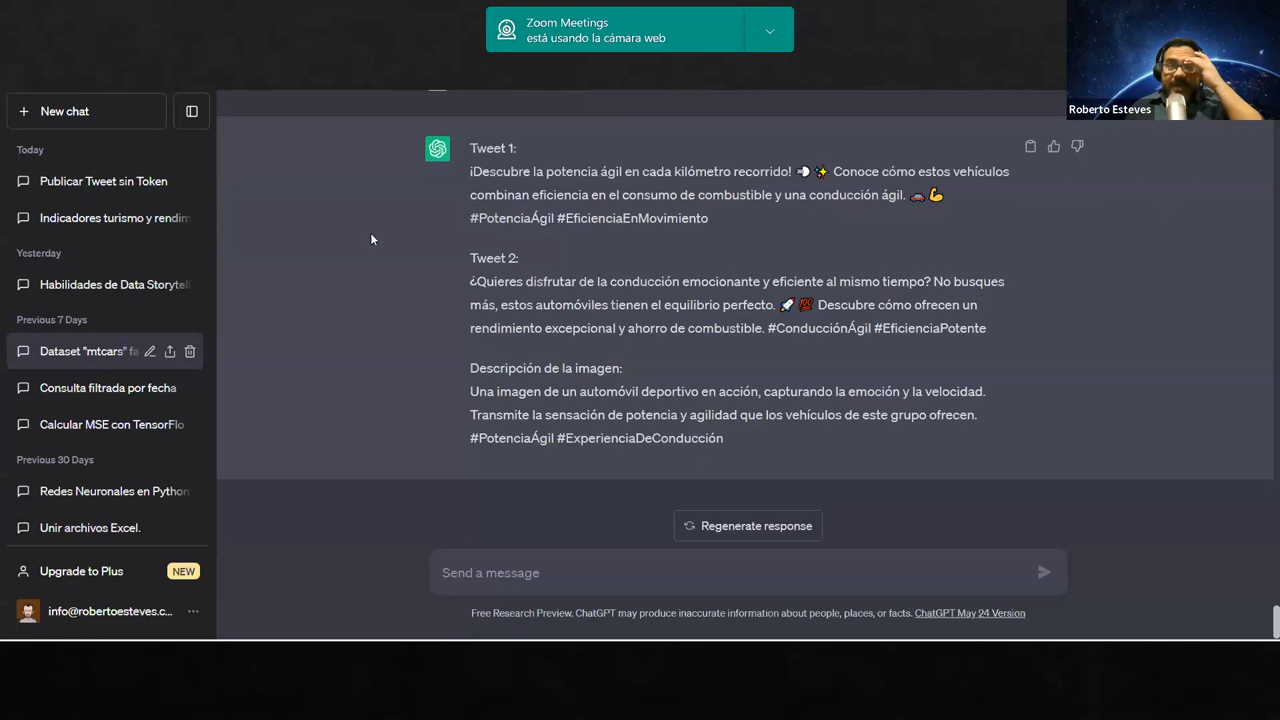 Zoom Meetings
está usando la cámara web
Roberto Esteves
New chat
Today
Publicar Tweet sin Token
Indicadores turismo y rendim
Yesterday
Habilidades de Data Storytell
Previous 7 Days
Dataset "mtcars" fa
Consulta filtrada por fecha
Calcular MSE con TensorFlo
Previous 30 Days
Redes Neuronales en Python
Unir archivos Excel.
Upgrade to Plus NEW
info@robertoesteves.c...
Tweet 1:
¡Descubre la potencia ágil en cada kilómetro recorrido! 💨 ✨ Conoce cómo estos vehículos
combinan eficiencia en el consumo de combustible y una conducción ágil. 🚗 💪
#PotenciaÁgil #EficienciaEnMovimiento
Tweet 2:
¿Quieres disfrutar de la conducción emocionante y eficiente al mismo tiempo? No busques
más, estos automóviles tienen el equilibrio perfecto. 🚀 💯 Descubre cómo ofrecen un
rendimiento excepcional y ahorro de combustible. #ConducciónÁgil #EficienciaPotente
Descripción de la imagen:
Una imagen de un automóvil deportivo en acción, capturando la emoción y la velocidad.
Transmite la sensación de potencia y agilidad que los vehículos de este grupo ofrecen.
#PotenciaÁgil #ExperienciaDeConducción
Regenerate response
Send a message
Free Research Preview. ChatGPT may produce inaccurate information about people, places, or facts. ChatGPT May 24 Version